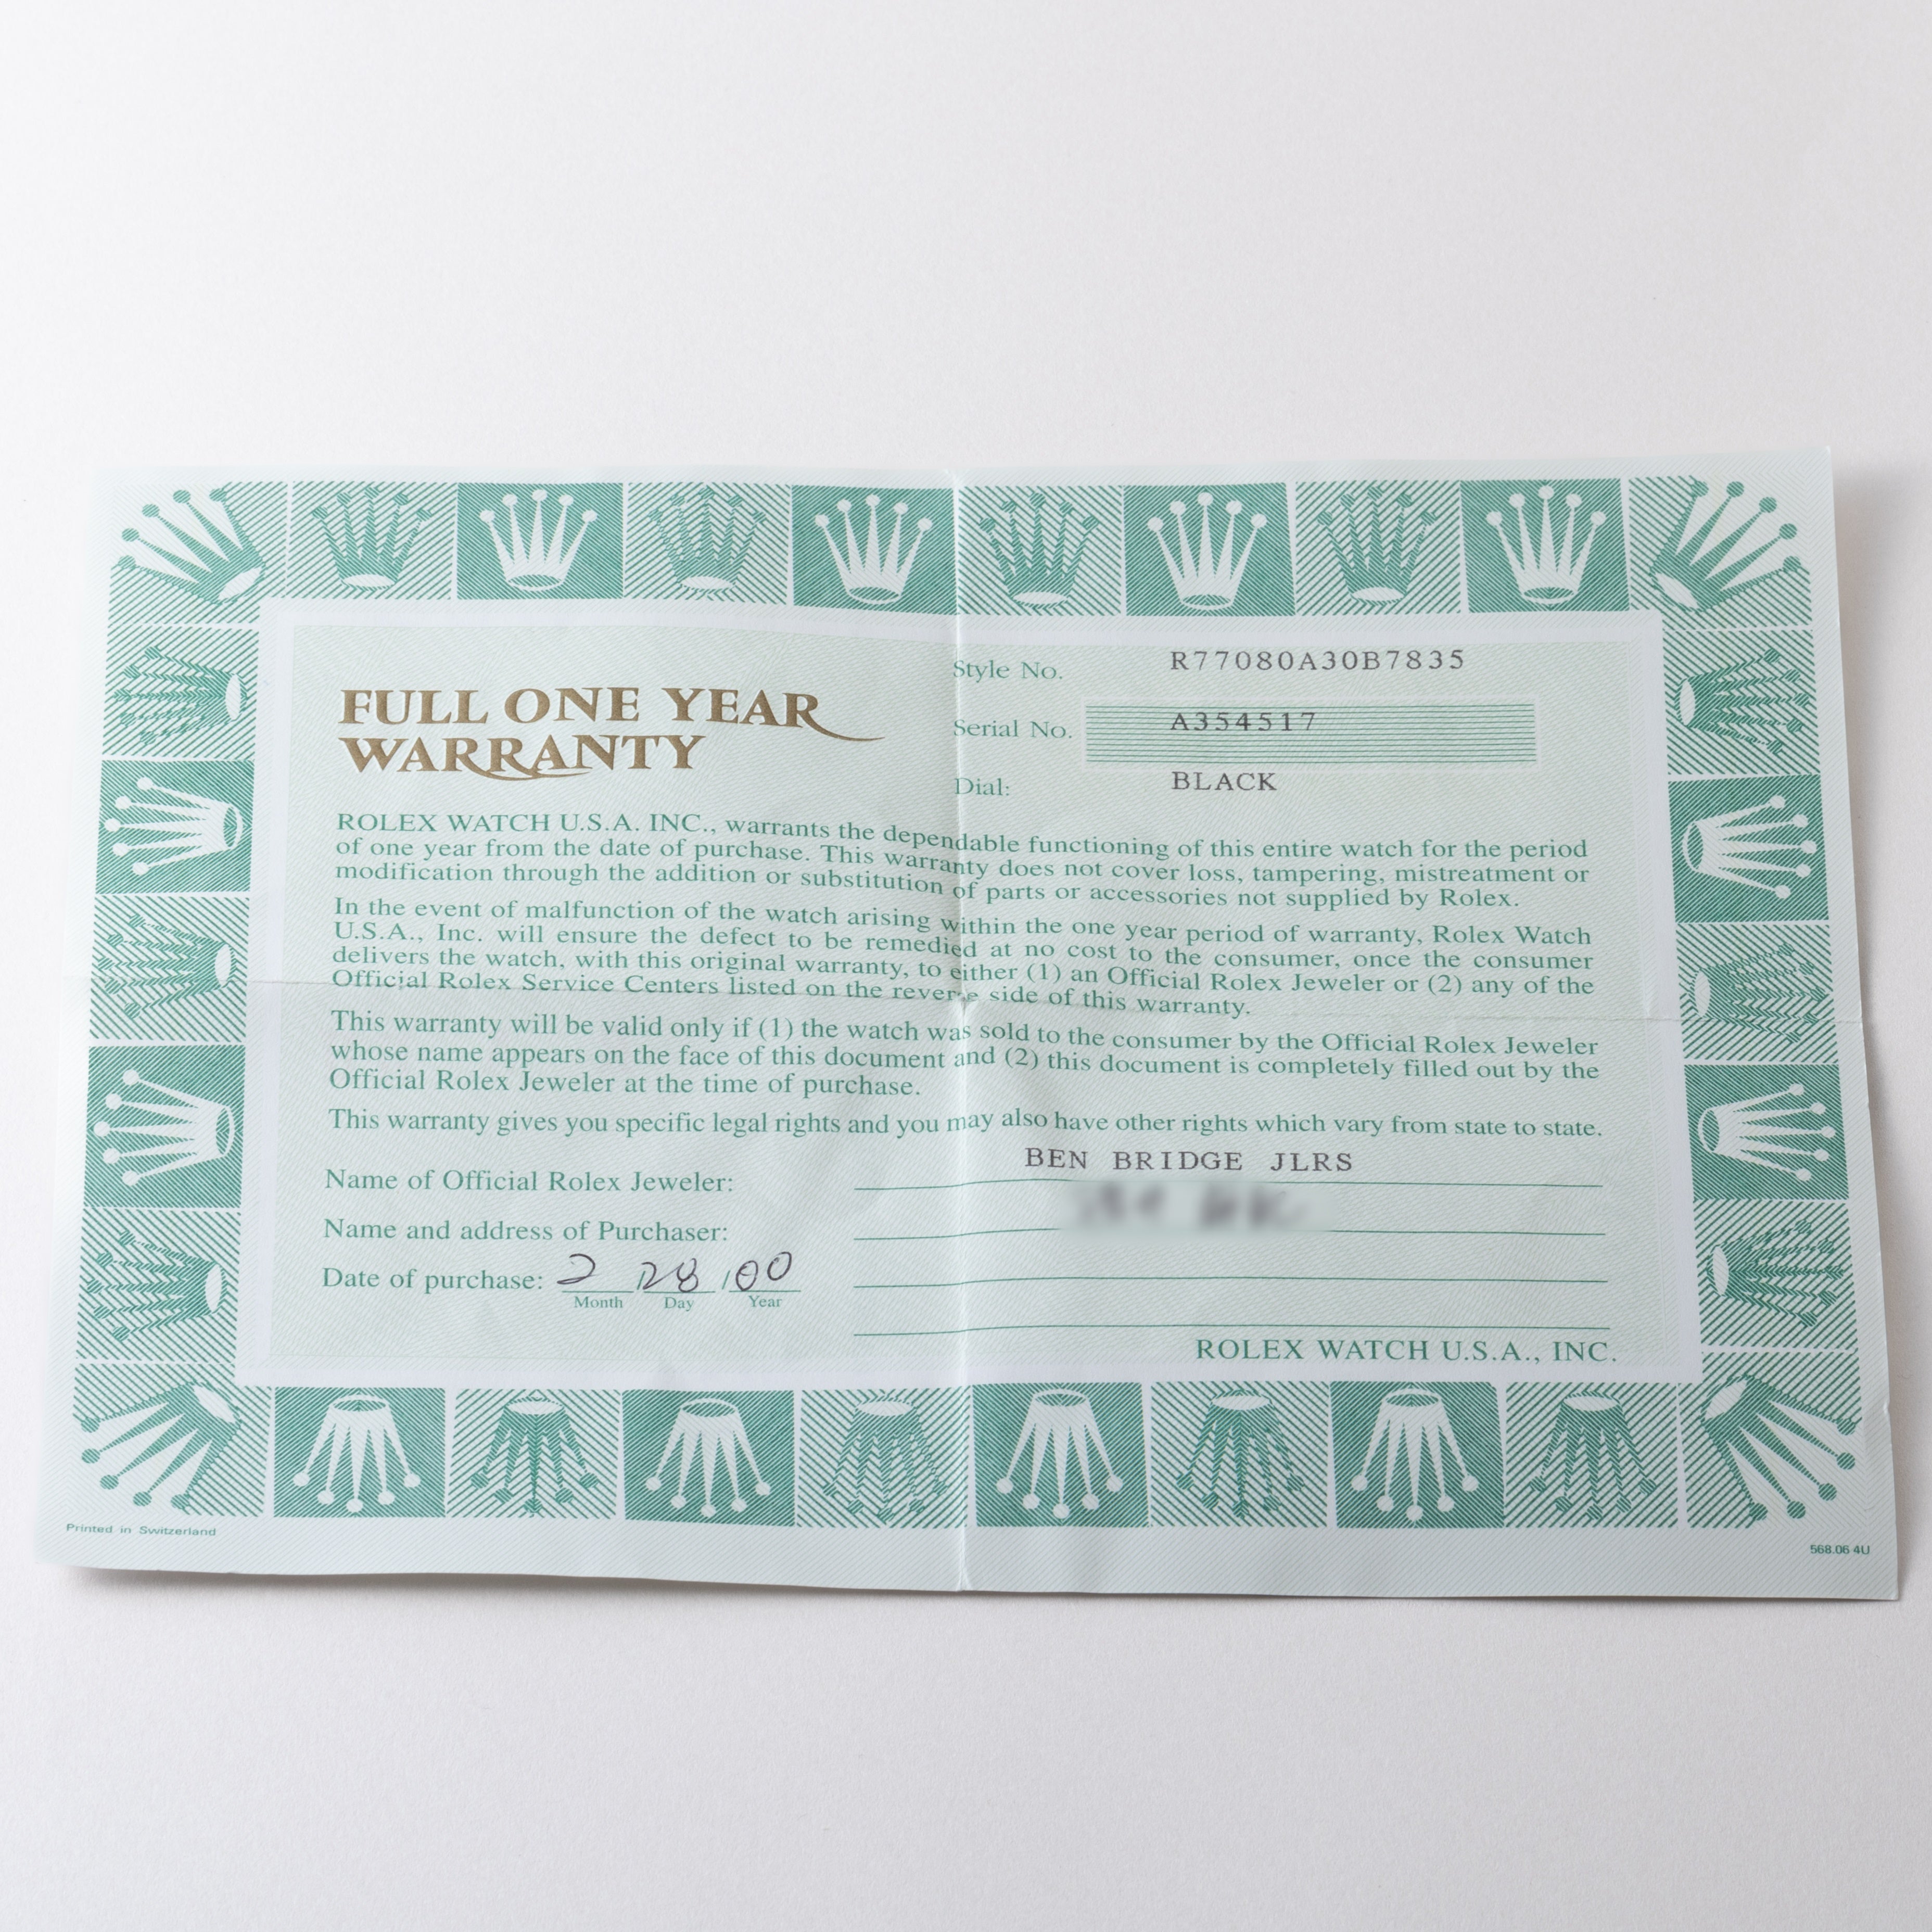 FULL ONE YEAR
WARRANTY
Style No. R77080A30B7835
Serial No. A354517
Dial: BLACK
ROLEX WATCH U.S.A. INC., warrants the dependable functioning of this entire watch for the period
of one year from the date of purchase. This warranty does not cover loss, tampering, mistreatment or
modification through the addition or substitution of parts or accessories not supplied by Rolex.
In the event of malfunction of the watch arising within the one year period of warranty, Rolex Watch
U.S.A., Inc. will ensure the defect to be remedied at no cost to the consumer, once the consumer
delivers the watch, with this original warranty, to either (1) an Official Rolex Jeweler or (2) any of the
Official Rolex Service Centers listed on the reverse side of this warranty.
This warranty will be valid only if (1) the watch was sold to the consumer by the Official Rolex Jeweler
whose name appears on the face of this document and (2) this document is completely filled out by the
Official Rolex Jeweler at the time of purchase.
This warranty gives you specific legal rights and you may also have other rights which vary from state to state.
Name of Official Rolex Jeweler: BEN BRIDGE JLRS
Name and address of Purchaser:
Date of purchase: 2 /28 /00
Month Day Year
ROLEX WATCH U.S.A., INC.
Printed in Switzerland
568.06 4U